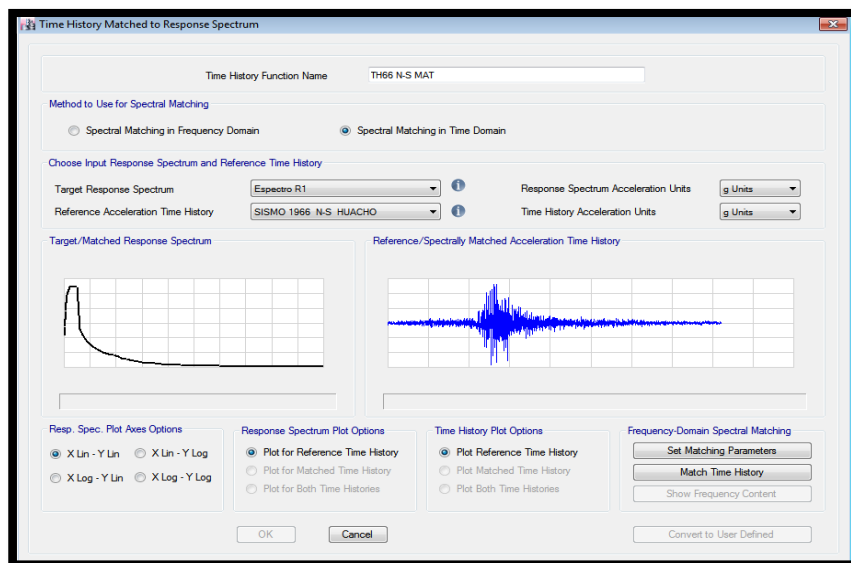 Time History Matched to Response Spectrum
Time History Function Name TH66 N-S MAT
Method to Use for Spectral Matching
Spectral Matching in Frequency Domain Spectral Matching in Time Domain
Choose Input Response Spectrum and Reference Time History
Target Response Spectrum Espectro R1 Response Spectrum Acceleration Units g Units
Reference Acceleration Time History SISMO 1966 N-S HUACHO Time History Acceleration Units g Units
Target/Matched Response Spectrum Reference/Spectrally Matched Acceleration Time History
Resp. Spec. Plot Axes Options Response Spectrum Plot Options Time History Plot Options Frequency-Domain Spectral Matching
X Lin - Y Lin X Lin - Y Log Plot for Reference Time History Plot Reference Time History Set Matching Parameters
X Log - Y Lin X Log - Y Log Plot for Matched Time History Plot Matched Time History Match Time History
Plot for Both Time Histories Plot Both Time Histories Show Frequency Content
OK Cancel Convert to User Defined